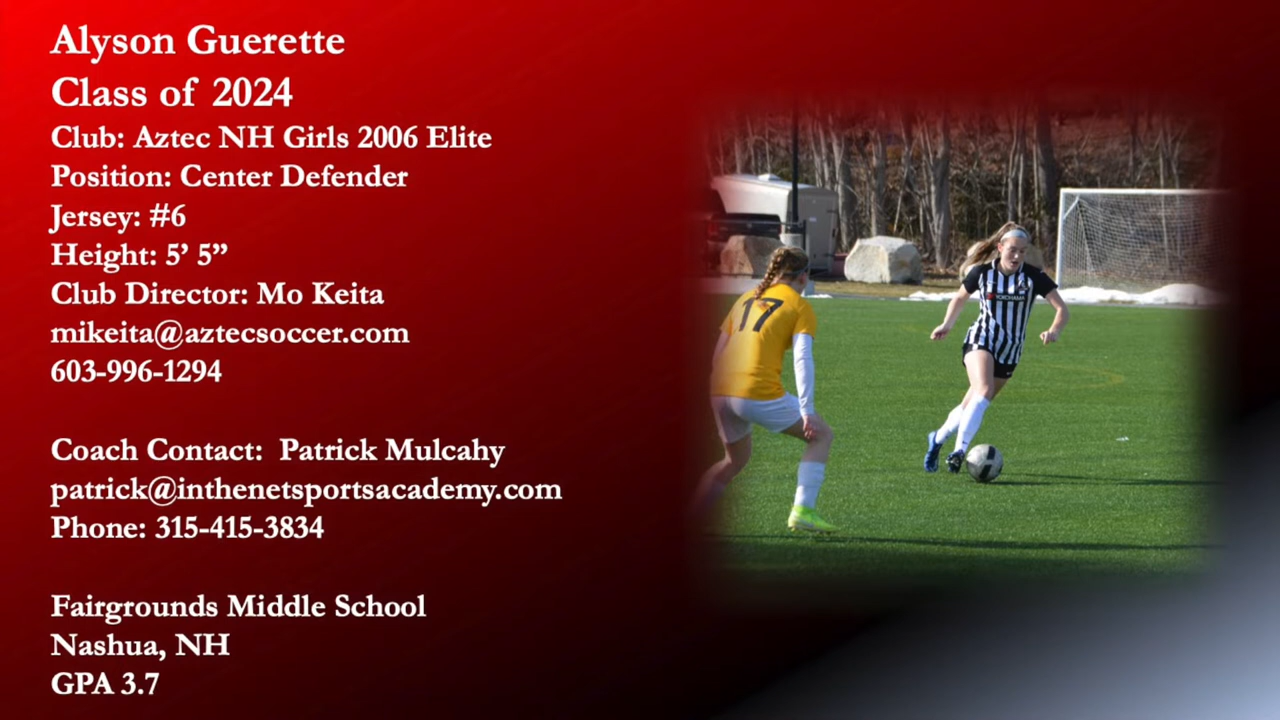 Alyson Guerette
Class of 2024
Club: Aztec NH Girls 2006 Elite
Position: Center Defender
Jersey: #6
Height: 5’ 5”
Club Director: Mo Keita
mikeita@aztecsoccer.com
603-996-1294
Coach Contact: Patrick Mulcahy
patrick@inthenetsportsacademy.com
Phone: 315-415-3834
Fairgrounds Middle School
Nashua, NH
GPA 3.7
17
YOKOHAMA